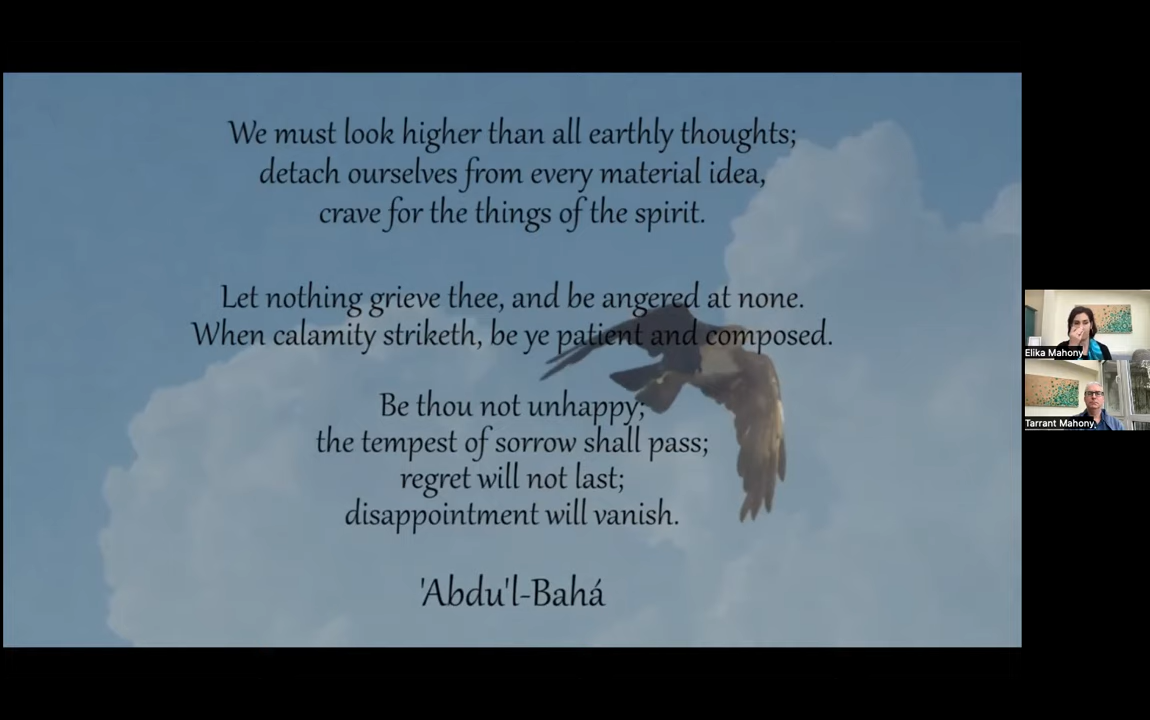 We must look higher than all earthly thoughts;
detach ourselves from every material idea,
crave for the things of the spirit.
Let nothing grieve thee, and be angered at none.
When calamity striketh, be ye patient and composed.
Be thou not unhappy;
the tempest of sorrow shall pass;
regret will not last;
disappointment will vanish.
'Abdu'l-Bahá
Elika Mahony
Tarrant Mahony